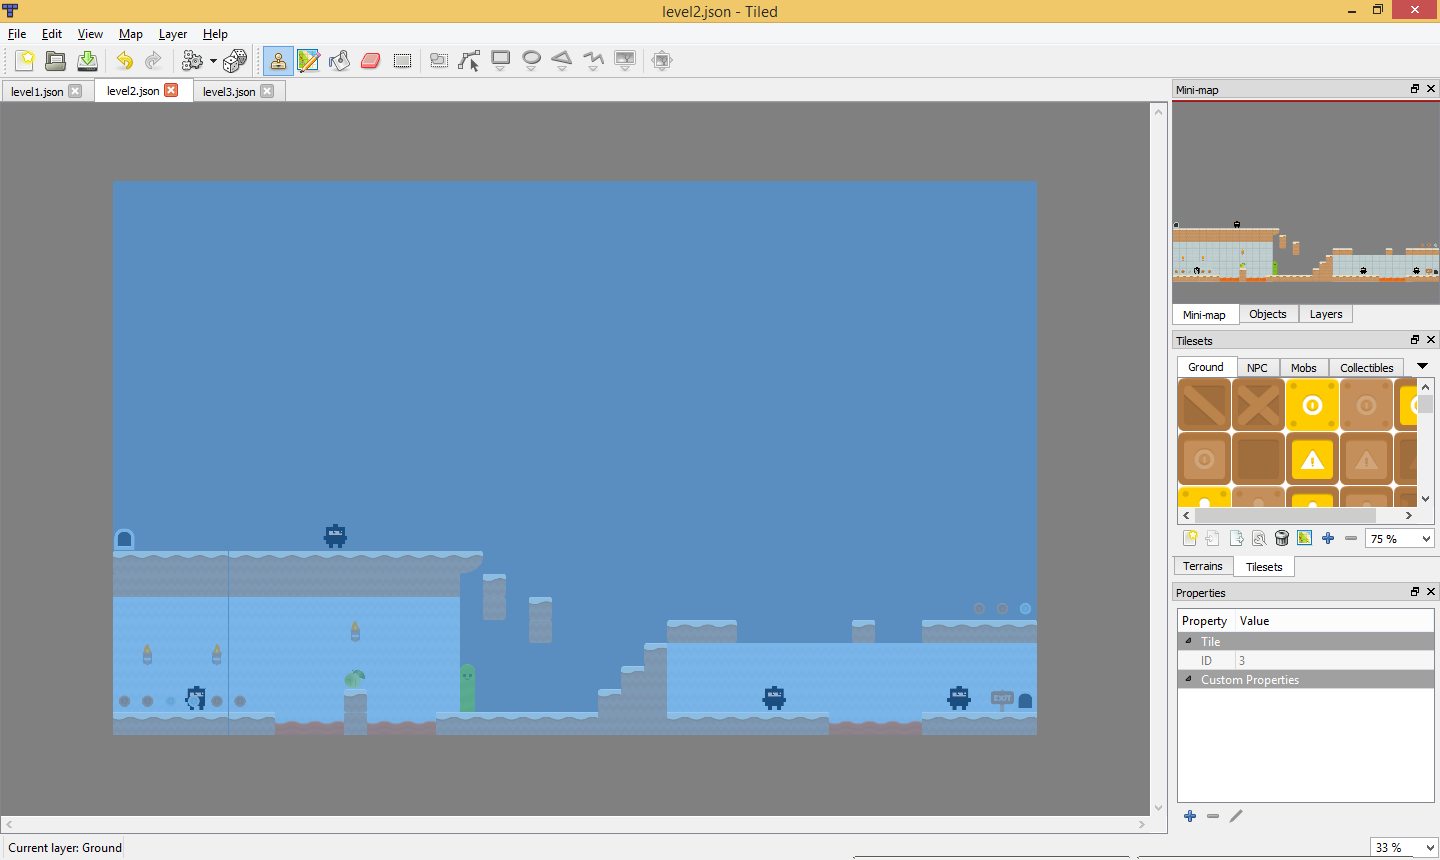 level2.json - Tiled
File Edit View Map Layer Help
level1.json level2.json level3.json
Mini-map
Mini-map Objects Layers
Tilesets
Ground NPC Mobs Collectibles
75 %
Terrains Tilesets
Properties
Property Value
Tile
ID 3
Custom Properties
EXIT
Current layer: Ground
33 %